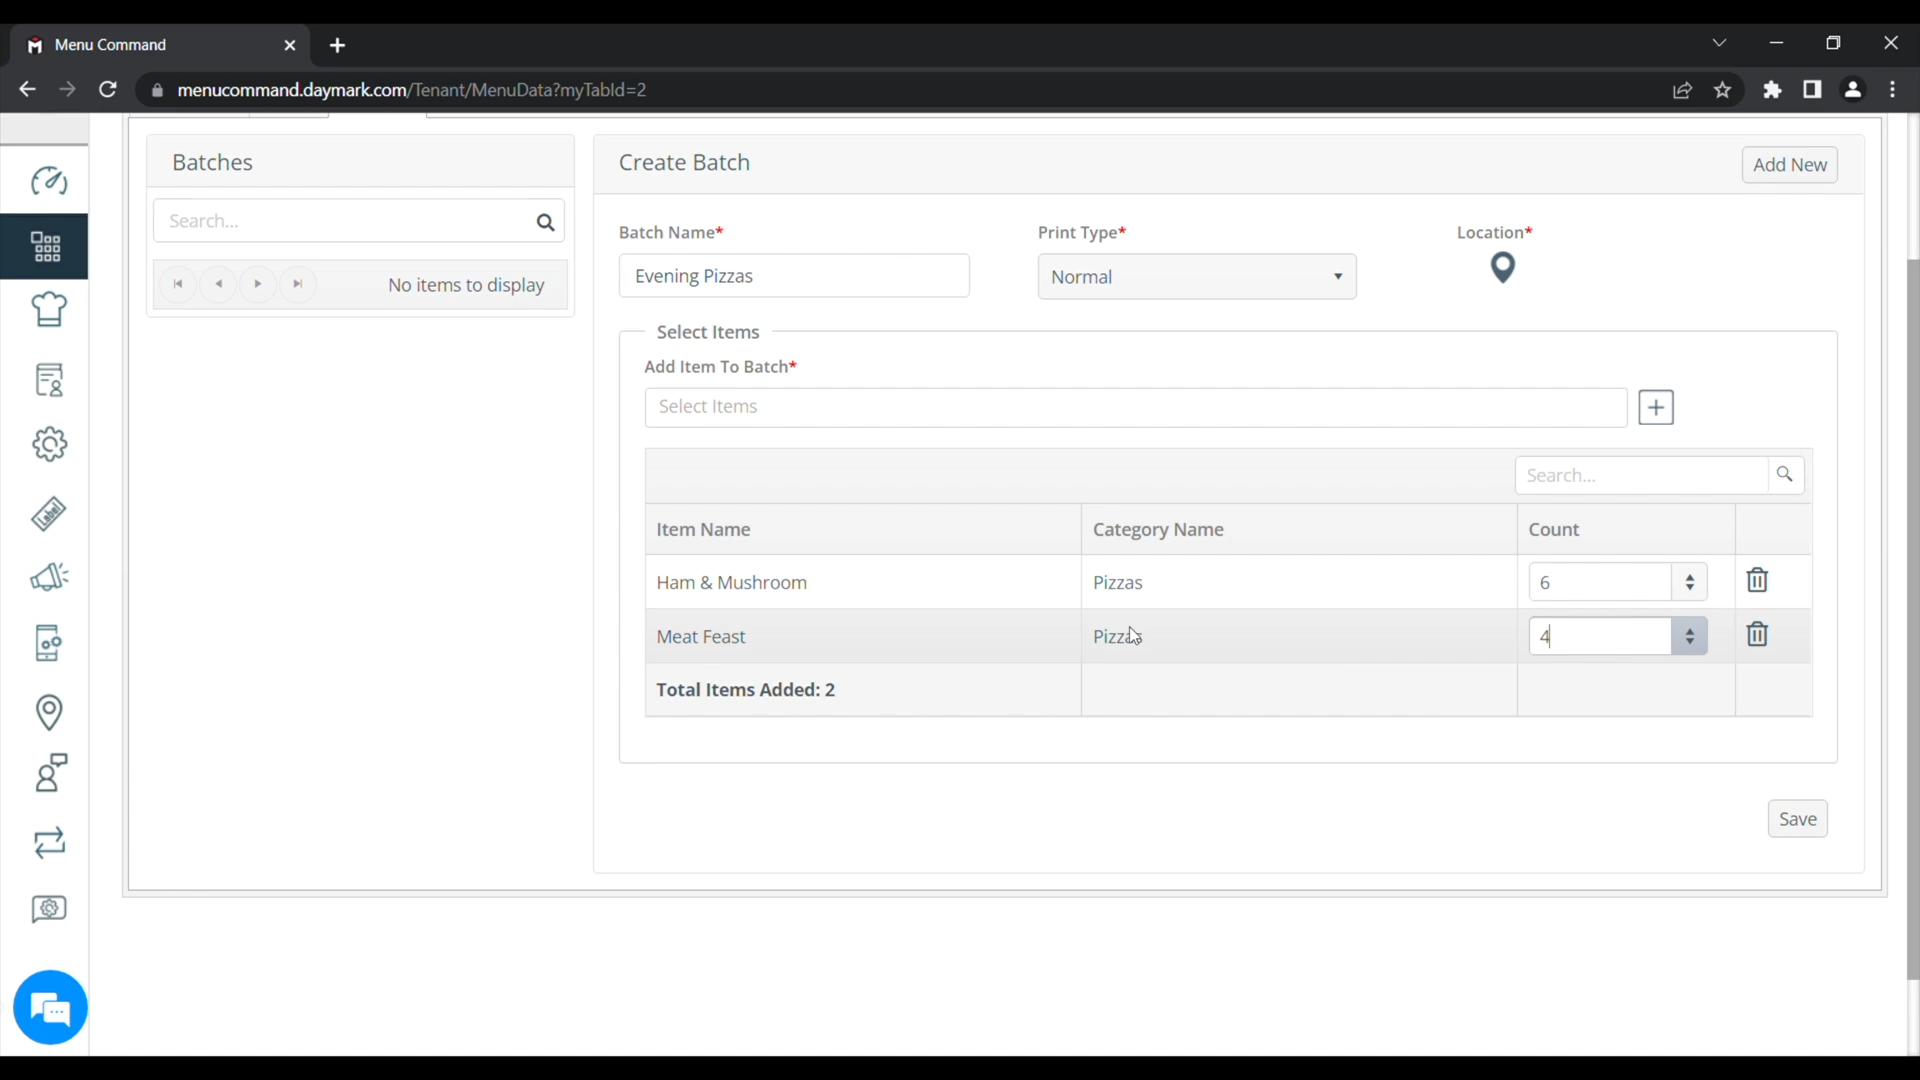 Menu Command
menucommand.daymark.com/Tenant/MenuData?myTabId=2
Batches
Search...
No items to display
Create Batch
Add New
Batch Name*
Print Type*
Location*
Evening Pizzas
Normal
Select Items
Add Item To Batch*
Select Items
Search...
Item Name
Category Name
Count
Ham & Mushroom
Pizzas
6
Meat Feast
Pizzas
4
Total Items Added: 2
Save
Label